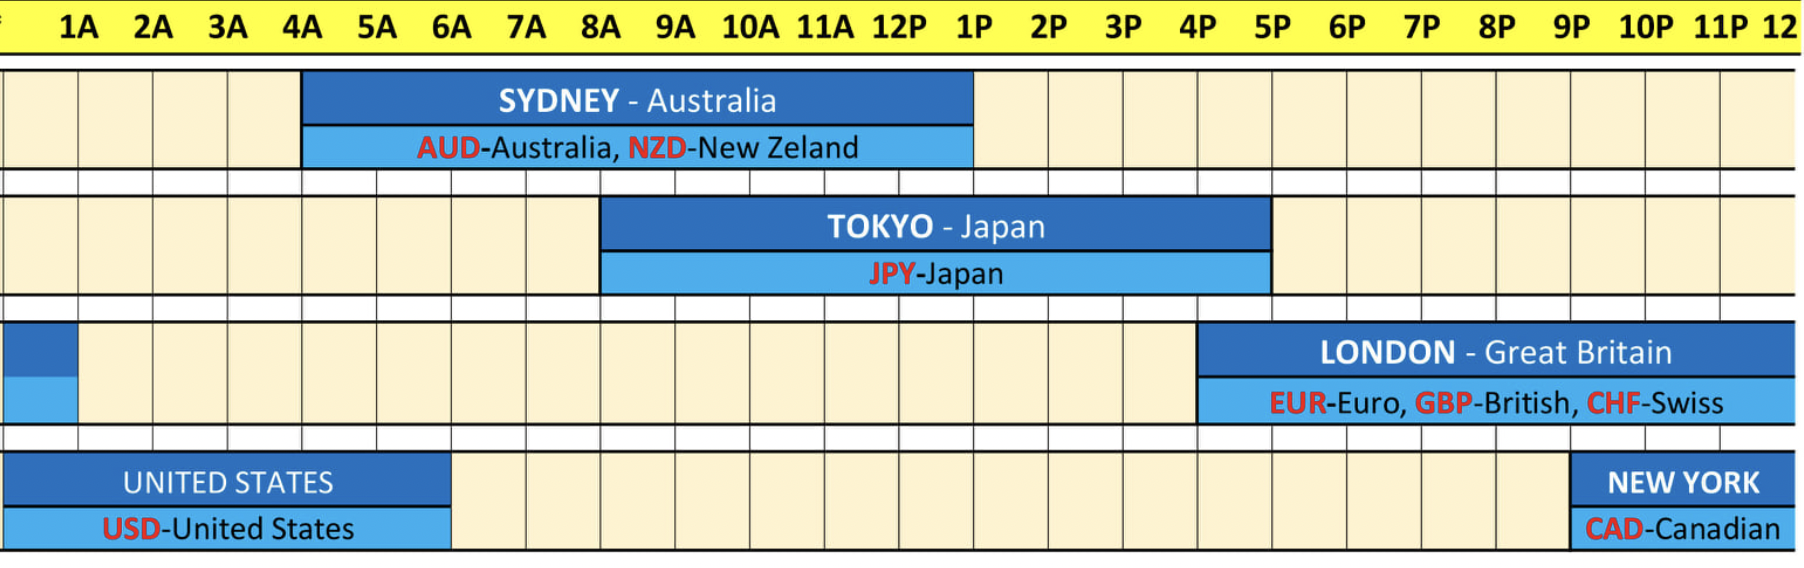 1A 2A 3A 4A 5A 6A 7A 8A 9A 10A 11A 12P 1P 2P 3P 4P 5P 6P 7P 8P 9P 10P 11P 12
SYDNEY - Australia
AUD-Australia, NZD-New Zeland
TOKYO - Japan
JPY-Japan
LONDON - Great Britain
EUR-Euro, GBP-British, CHF-Swiss
UNITED STATES NEW YORK
USD-United States CAD-Canadian